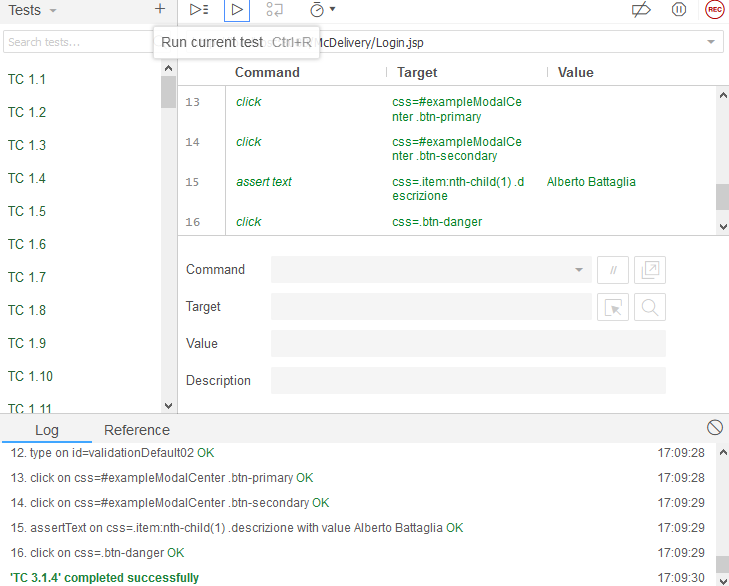 Tests
REC
Search tests...
Run current test Ctrl+R
McDelivery/Login.jsp
Command Target Value
TC 1.1
TC 1.2
TC 1.3
TC 1.4
TC 1.5
TC 1.6
TC 1.7
TC 1.8
TC 1.9
TC 1.10
TC 1.11
13 click css=#exampleModalCe
nter .btn-primary
14 click css=#exampleModalCe
nter .btn-secondary
15 assert text css=.item:nth-child(1) .d Alberto Battaglia
escrizione
16 click css=.btn-danger
Command //
Target
Value
Description
Log Reference
12. type on id=validationDefault02 OK 17:09:28
13. click on css=#exampleModalCenter .btn-primary OK 17:09:28
14. click on css=#exampleModalCenter .btn-secondary OK 17:09:29
15. assertText on css=.item:nth-child(1) .descrizione with value Alberto Battaglia OK 17:09:29
16. click on css=.btn-danger OK 17:09:29
'TC 3.1.4' completed successfully 17:09:30